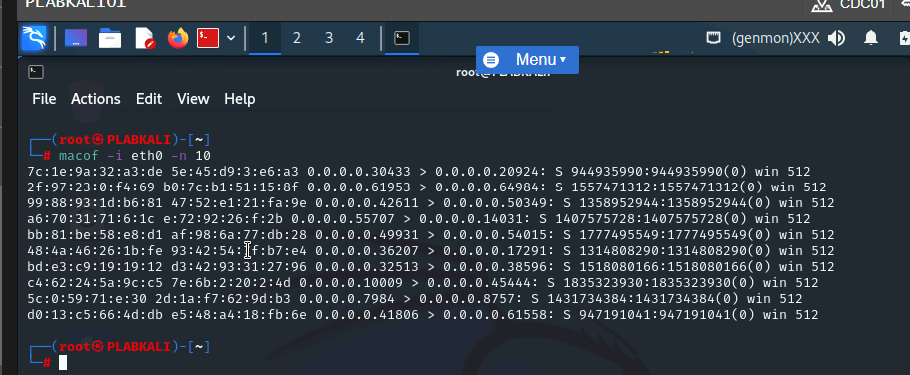 PLABKALI01
CDC01
1 2 3 4
(genmon)XXX
Menu
File Actions Edit View Help
┌──(root㉿PLABKALI)-[~]
└─# macof -i eth0 -n 10
7c:1e:9a:32:a3:de 5e:45:d9:3:e6:a3 0.0.0.0.30433 > 0.0.0.0.20924: S 944935990:944935990(0) win 512
2f:97:23:0:f4:69 b0:7c:b1:51:15:8f 0.0.0.0.61953 > 0.0.0.0.64984: S 1557471312:1557471312(0) win 512
99:88:93:1d:b6:81 47:52:e1:21:fa:9e 0.0.0.0.42611 > 0.0.0.0.50349: S 1358952944:1358952944(0) win 512
a6:70:31:71:6:1c e:72:92:26:f:2b 0.0.0.0.55707 > 0.0.0.0.14031: S 1407575728:1407575728(0) win 512
bb:81:be:58:e8:d1 af:98:6a:77:db:28 0.0.0.0.49931 > 0.0.0.0.54015: S 1777495549:1777495549(0) win 512
48:4a:46:26:1b:fe 93:42:54: f:b7:e4 0.0.0.0.36207 > 0.0.0.0.17291: S 1314808290:1314808290(0) win 512
bd:e3:c9:19:19:12 d3:42:93:31:27:96 0.0.0.0.32513 > 0.0.0.0.38596: S 1518080166:1518080166(0) win 512
c4:62:24:5a:9c:c5 7e:6b:2:20:2:4d 0.0.0.0.10009 > 0.0.0.0.45444: S 1835323930:1835323930(0) win 512
5c:0:59:71:e:30 2d:1a:f7:62:9d:b3 0.0.0.0.7984 > 0.0.0.0.8757: S 1431734384:1431734384(0) win 512
d0:13:c5:66:4d:db e5:48:a4:18:fb:6e 0.0.0.0.41806 > 0.0.0.0.61558: S 947191041:947191041(0) win 512
┌──(root㉿PLABKALI)-[~]
└─#